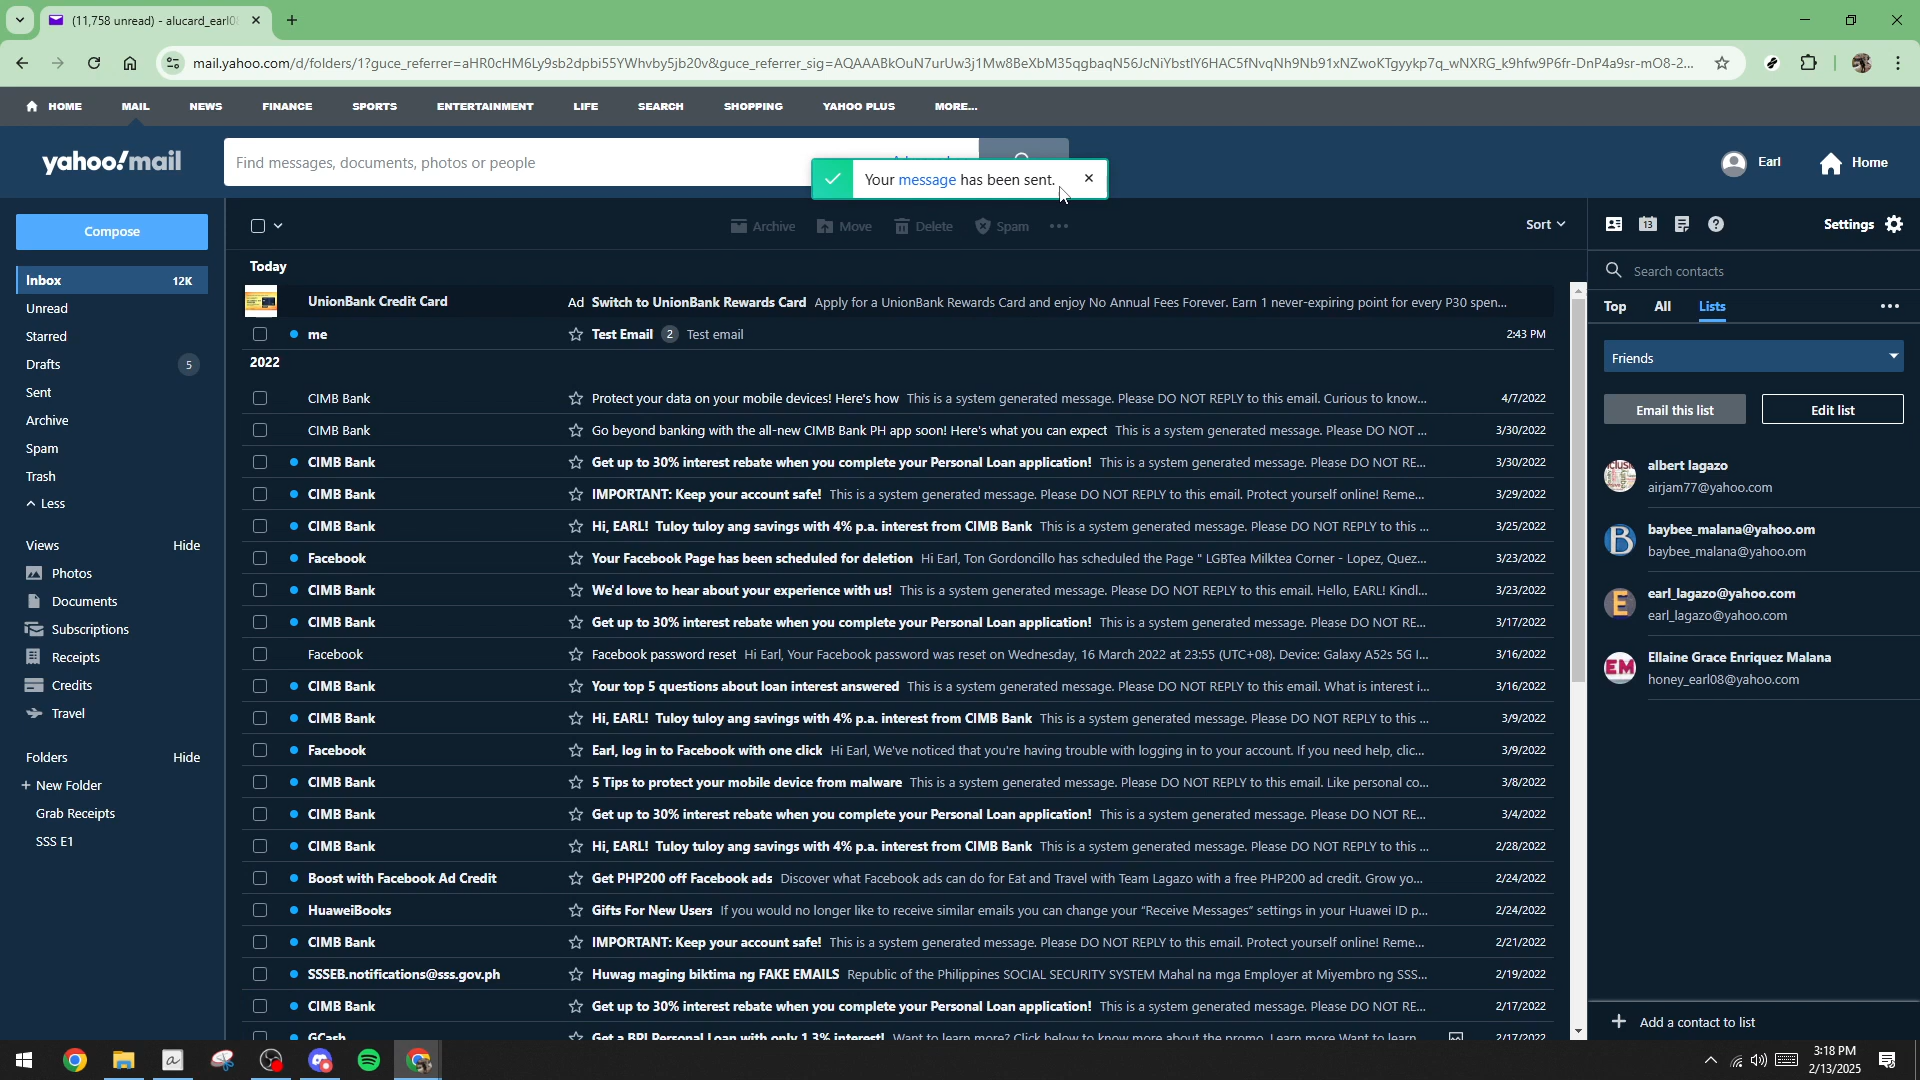 (11,758 unread) - alucard_earl0
mail.yahoo.com/d/folders/1?guce_referrer=aHR0cHM6Ly9sb2dpbi55YWhvby5jb20v&guce_referrer_sig=AQAAABkOuN7urUw3j1Mw8BeXbM35qgbaqN56JcNiYbstlY6HAC5fNvqNh9Nb91xNZwoKTgyykp7q_wNXRG_k9hfw9P6fr-DnP4a9sr-mO8-2...
HOME MAIL NEWS FINANCE SPORTS ENTERTAINMENT LIFE SEARCH SHOPPING YAHOO PLUS MORE...
yahoo!mail
Find messages, documents, photos or people
Your message has been sent.
Earl
Home
Compose
Inbox 12K
Unread
Starred
Drafts 5
Sent
Archive
Spam
Trash
Less
Views Hide
Photos
Documents
Subscriptions
Receipts
Credits
Travel
Folders Hide
+ New Folder
Grab Receipts
SSS E1
Archive Move Delete Spam
Sort
Today
UnionBank Credit Card Ad Switch to UnionBank Rewards Card Apply for a UnionBank Rewards Card and enjoy No Annual Fees Forever. Earn 1 never-expiring point for every P30 spen...
me Test Email 2 Test email 2:43 PM
2022
CIMB Bank Protect your data on your mobile devices! Here's how This is a system generated message. Please DO NOT REPLY to this email. Curious to know... 4/7/2022
CIMB Bank Go beyond banking with the all-new CIMB Bank PH app soon! Here's what you can expect This is a system generated message. Please DO NOT ... 3/30/2022
CIMB Bank Get up to 30% interest rebate when you complete your Personal Loan application! This is a system generated message. Please DO NOT RE... 3/30/2022
CIMB Bank IMPORTANT: Keep your account safe! This is a system generated message. Please DO NOT REPLY to this email. Protect yourself online! Reme... 3/29/2022
CIMB Bank Hi, EARL! Tuloy tuloy ang savings with 4% p.a. interest from CIMB Bank This is a system generated message. Please DO NOT REPLY to this ... 3/25/2022
Facebook Your Facebook Page has been scheduled for deletion Hi Earl, Ton Gordoncillo has scheduled the Page " LGBTea Milktea Corner - Lopez, Quez... 3/23/2022
CIMB Bank We'd love to hear about your experience with us! This is a system generated message. Please DO NOT REPLY to this email. Hello, EARL! Kindl... 3/23/2022
CIMB Bank Get up to 30% interest rebate when you complete your Personal Loan application! This is a system generated message. Please DO NOT RE... 3/17/2022
Facebook Facebook password reset Hi Earl, Your Facebook password was reset on Wednesday, 16 March 2022 at 23:55 (UTC+08). Device: Galaxy A52s 5G I... 3/16/2022
CIMB Bank Your top 5 questions about loan interest answered This is a system generated message. Please DO NOT REPLY to this email. What is interest i... 3/16/2022
CIMB Bank Hi, EARL! Tuloy tuloy ang savings with 4% p.a. interest from CIMB Bank This is a system generated message. Please DO NOT REPLY to this ... 3/9/2022
Facebook Earl, log in to Facebook with one click Hi Earl, We've noticed that you're having trouble with logging in to your account. If you need help, clic... 3/9/2022
CIMB Bank 5 Tips to protect your mobile device from malware This is a system generated message. Please DO NOT REPLY to this email. Like personal co... 3/8/2022
CIMB Bank Get up to 30% interest rebate when you complete your Personal Loan application! This is a system generated message. Please DO NOT RE... 3/4/2022
CIMB Bank Hi, EARL! Tuloy tuloy ang savings with 4% p.a. interest from CIMB Bank This is a system generated message. Please DO NOT REPLY to this ... 2/28/2022
Boost with Facebook Ad Credit Get PHP200 off Facebook ads Discover what Facebook ads can do for Eat and Travel with Team Lagazo with a free PHP200 ad credit. Grow yo... 2/24/2022
HuaweiBooks Gifts For New Users If you would no longer like to receive similar emails you can change your "Receive Messages" settings in your Huawei ID p... 2/24/2022
CIMB Bank IMPORTANT: Keep your account safe! This is a system generated message. Please DO NOT REPLY to this email. Protect yourself online! Reme... 2/21/2022
SSSEB.notifications@sss.gov.ph Huwag maging biktima ng FAKE EMAILS Republic of the Philippines SOCIAL SECURITY SYSTEM Mahal na mga Employer at Miyembro ng SSS... 2/19/2022
CIMB Bank Get up to 30% interest rebate when you complete your Personal Loan application! This is a system generated message. Please DO NOT RE... 2/17/2022
GCash Get a BPI Personal Loan with only 1.3% interest! Want to learn more? Click below to know more about the promo. Learn more Want to learn 2/17/2022
13 Settings
Search contacts
Top All Lists
Friends
Email this list Edit list
albert lagazo
airjam77@yahoo.com
B
baybee_malana@yahoo.om
baybee_malana@yahoo.om
E
earl_lagazo@yahoo.com
earl_lagazo@yahoo.com
EM
Ellaine Grace Enriquez Malana
honey_earl08@yahoo.com
Add a contact to list
3:18 PM
2/13/2025